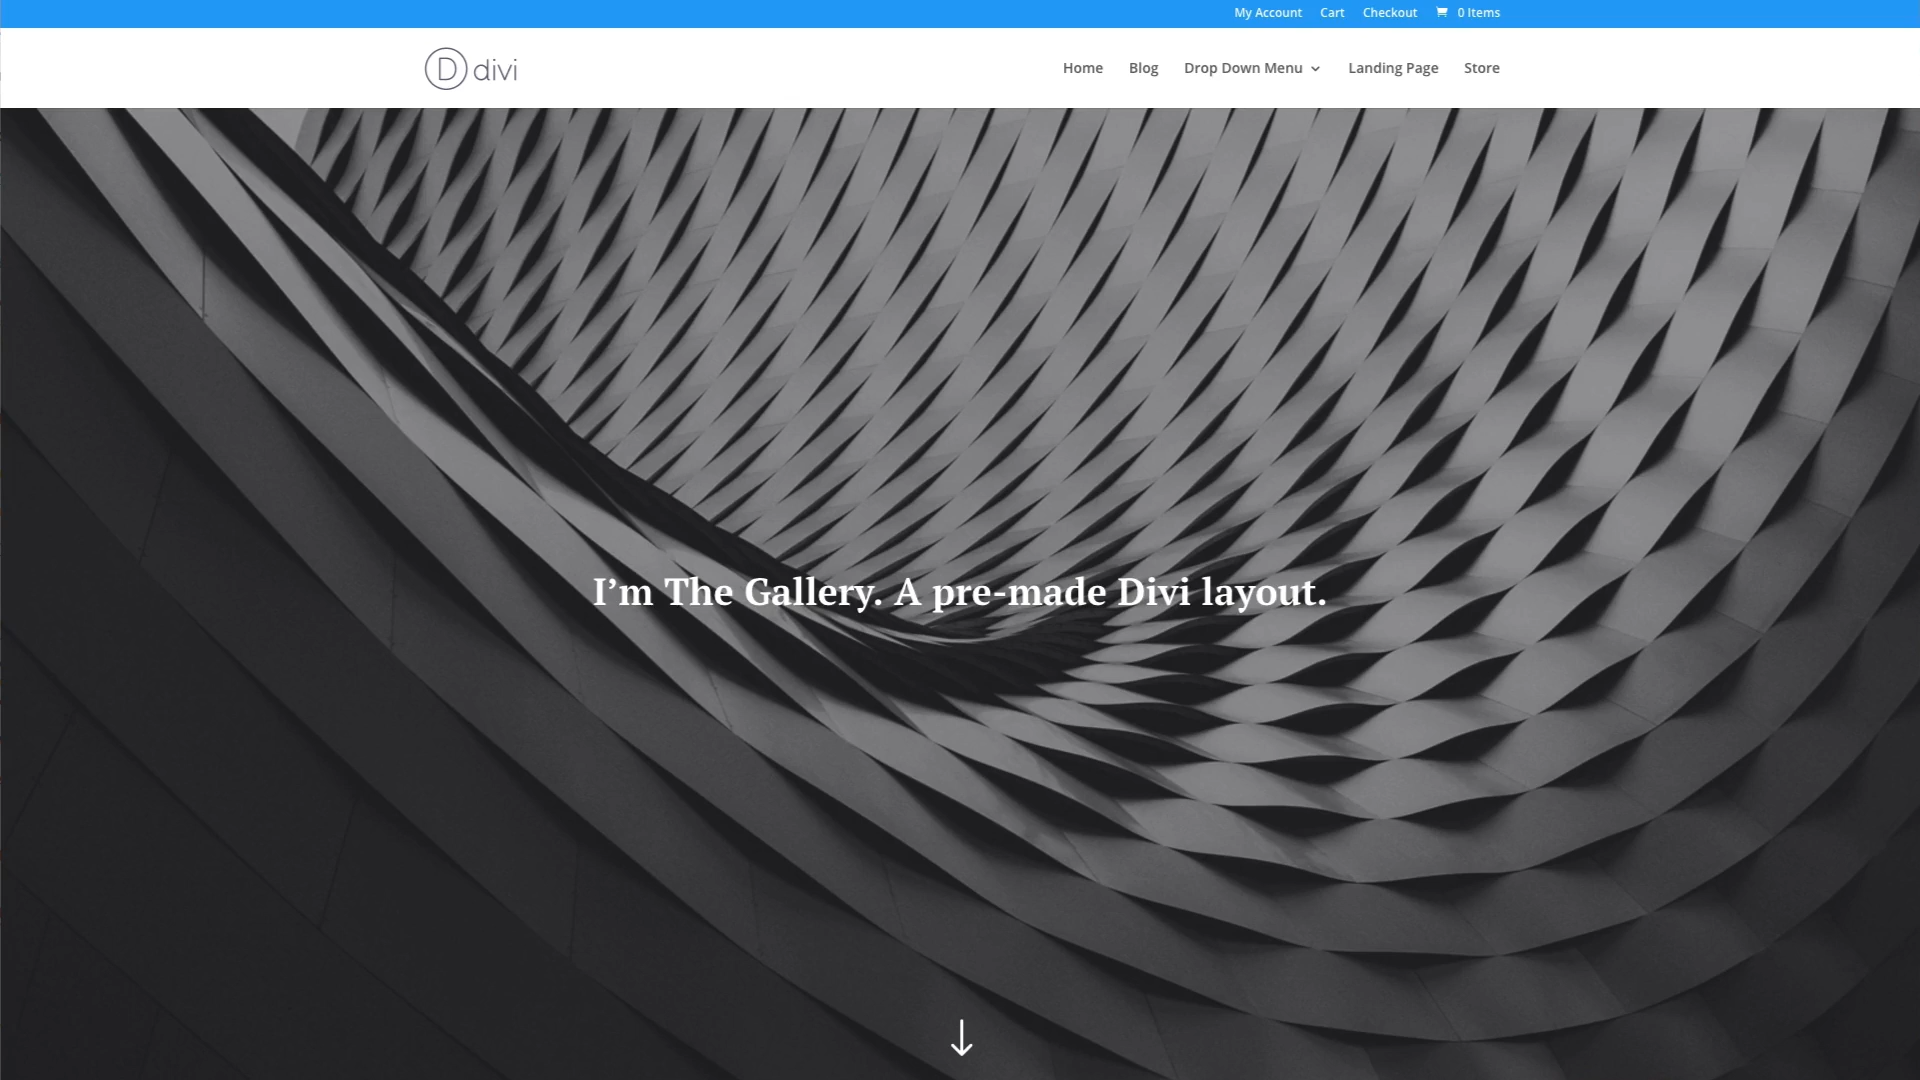 My Account Cart Checkout 0 Items
D divi
Home Blog Drop Down Menu Landing Page Store
I’m The Gallery. A pre-made Divi layout.